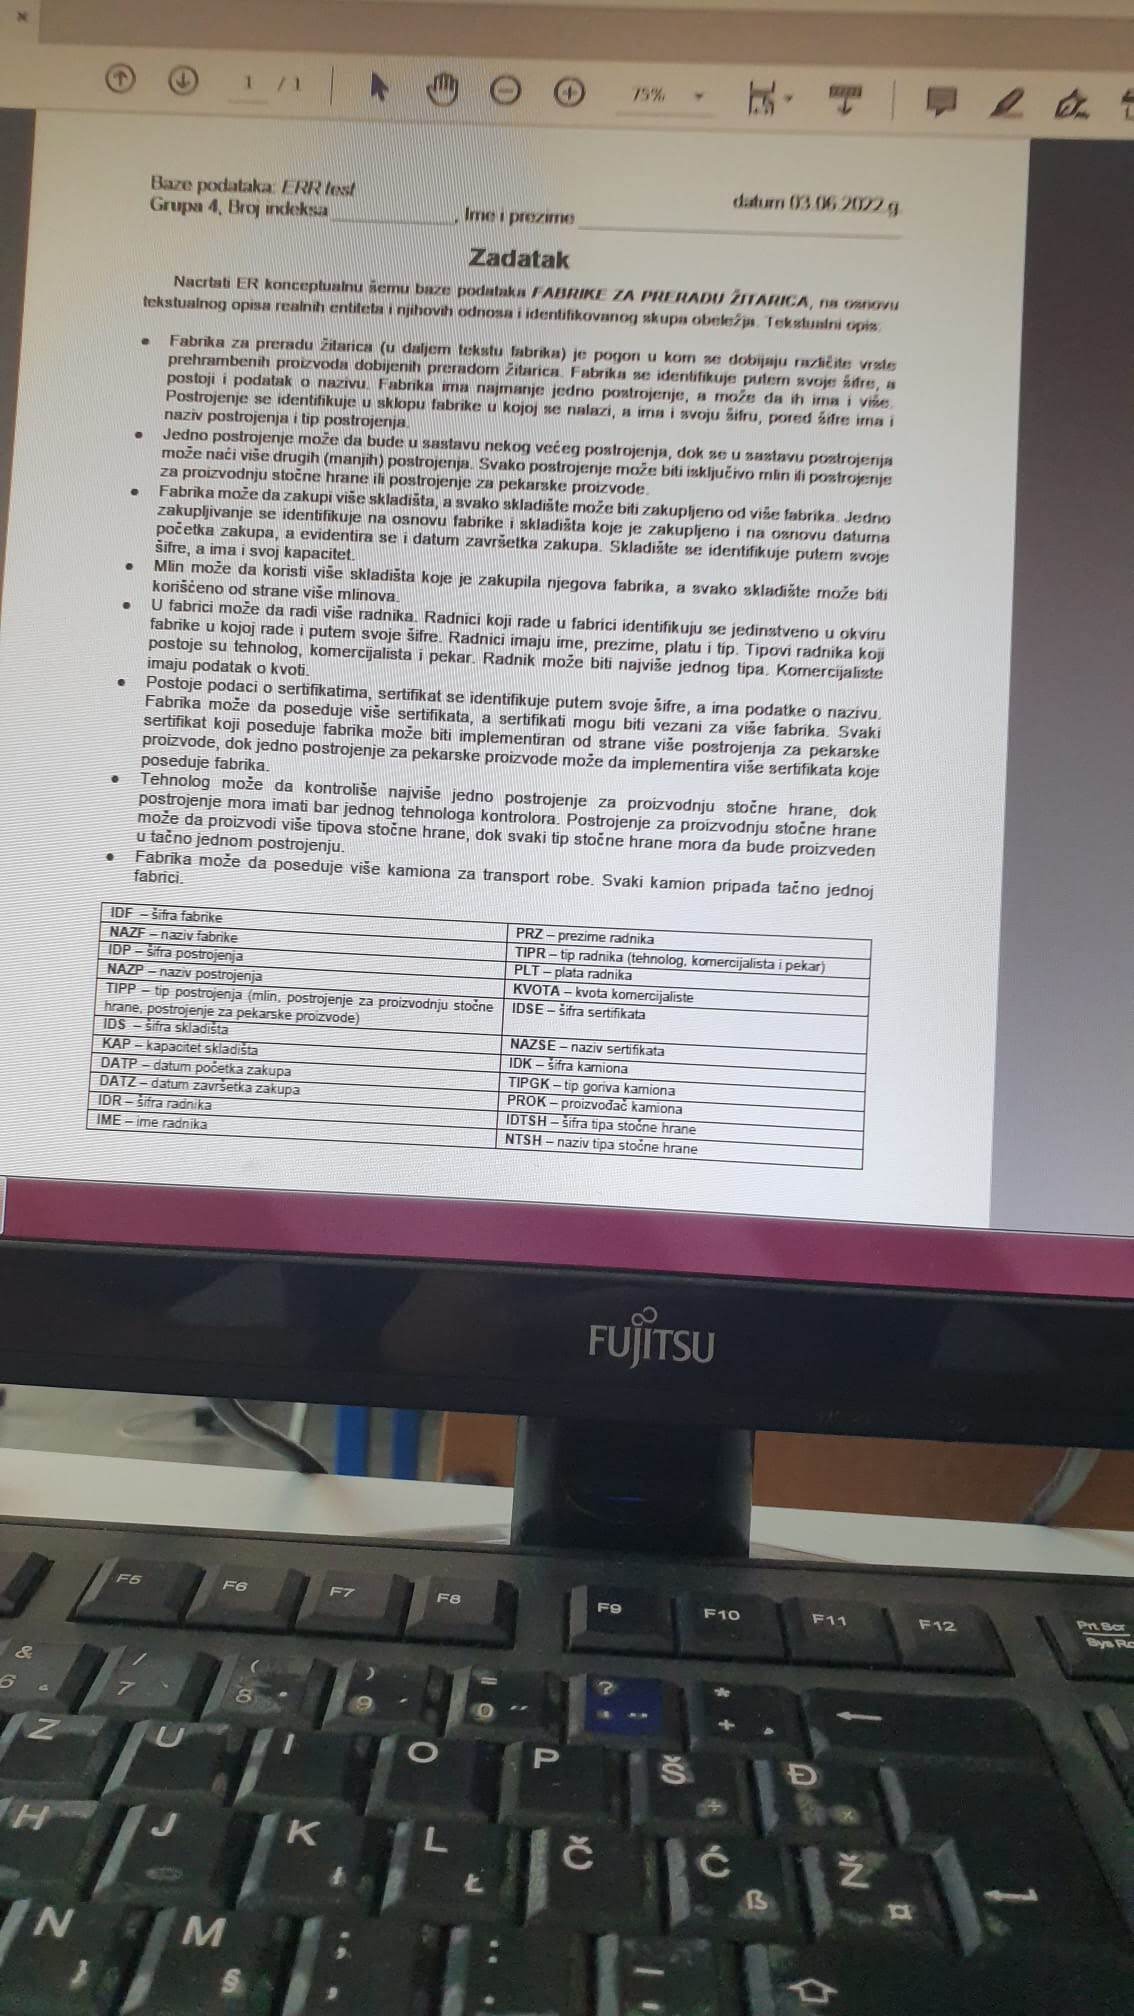 1 / 1
75%
Baze podataka: ERR test
datum 03.06.2022.g.
Grupa 4, Broj indeksa____________, Ime i prezime____________
Zadatak
Nacrtati ER konceptualnu šemu baze podataka FABRIKE ZA PRERADU ŽITARICA, na osnovu
tekstualnog opisa realnih entiteta i njihovih odnosa i identifikovanog skupa obeležja. Tekstualni opis:
• Fabrika za preradu žitarica (u daljem tekstu fabrika) je pogon u kom se dobijaju različite vrste
prehrambenih proizvoda dobijenih preradom žitarica. Fabrika se identifikuje putem svoje šifre, a
postoji i podatak o nazivu. Fabrika ima najmanje jedno postrojenje, a može da ih ima i više.
Postrojenje se identifikuje u sklopu fabrike u kojoj se nalazi, a ima i svoju šifru, pored šifre ima i
naziv postrojenja i tip postrojenja.
• Jedno postrojenje može da bude u sastavu nekog većeg postrojenja, dok se u sastavu postrojenja
može naći više drugih (manjih) postrojenja. Svako postrojenje može biti isključivo mlin ili postrojenje
za proizvodnju stočne hrane ili postrojenje za pekarske proizvode.
• Fabrika može da zakupi više skladišta, a svako skladište može biti zakupljeno od više fabrika. Jedno
zakupljivanje se identifikuje na osnovu fabrike i skladišta koje je zakupljeno i na osnovu datuma
početka zakupa, a evidentira se i datum završetka zakupa. Skladište se identifikuje putem svoje
šifre, a ima i svoj kapacitet.
• Mlin može da koristi više skladišta koje je zakupila njegova fabrika, a svako skladište može biti
korišćeno od strane više mlinova.
• U fabrici može da radi više radnika. Radnici koji rade u fabrici identifikuju se jedinstveno u okviru
fabrike u kojoj rade i putem svoje šifre. Radnici imaju ime, prezime, platu i tip. Tipovi radnika koji
postoje su tehnolog, komercijalista i pekar. Radnik može biti najviše jednog tipa. Komercijaliste
imaju podatak o kvoti.
• Postoje podaci o sertifikatima, sertifikat se identifikuje putem svoje šifre, a ima podatke o nazivu.
Fabrika može da poseduje više sertifikata, a sertifikati mogu biti vezani za više fabrika. Svaki
sertifikat koji poseduje fabrika može biti implementiran od strane više postrojenja za pekarske
proizvode, dok jedno postrojenje za pekarske proizvode može da implementira više sertifikata koje
poseduje fabrika.
• Tehnolog može da kontroliše najviše jedno postrojenje za proizvodnju stočne hrane, dok
postrojenje mora imati bar jednog tehnologa kontrolora. Postrojenje za proizvodnju stočne hrane
može da proizvodi više tipova stočne hrane, dok svaki tip stočne hrane mora da bude proizveden
u tačno jednom postrojenju.
• Fabrika može da poseduje više kamiona za transport robe. Svaki kamion pripada tačno jednoj
fabrici.
IDF – šifra fabrike
NAZF – naziv fabrike
IDP – šifra postrojenja
NAZP – naziv postrojenja
TIPP – tip postrojenja (mlin, postrojenje za proizvodnju stočne
hrane, postrojenje za pekarske proizvode)
IDS – šifra skladišta
KAP – kapacitet skladišta
DATP – datum početka zakupa
DATZ – datum završetka zakupa
IDR – šifra radnika
IME – ime radnika
PRZ – prezime radnika
TIPR – tip radnika (tehnolog, komercijalista i pekar)
PLT – plata radnika
KVOTA – kvota komercijaliste
IDSE – šifra sertifikata
NAZSE – naziv sertifikata
IDK – šifra kamiona
TIPGK – tip goriva kamiona
PROK – proizvođač kamiona
IDTSH – šifra tipa stočne hrane
NTSH – naziv tipa stočne hrane
FUJITSU
F5 F6 F7 F8 F9 F10 F11 F12 Prt Scr
& / ( ) = ? *
6 7 8 9 0 ' +
Z U I O P Š Đ
÷ ×
H J K L Č Ć Ž
ł Ł ß ¤
N M ; : _
} § , . -